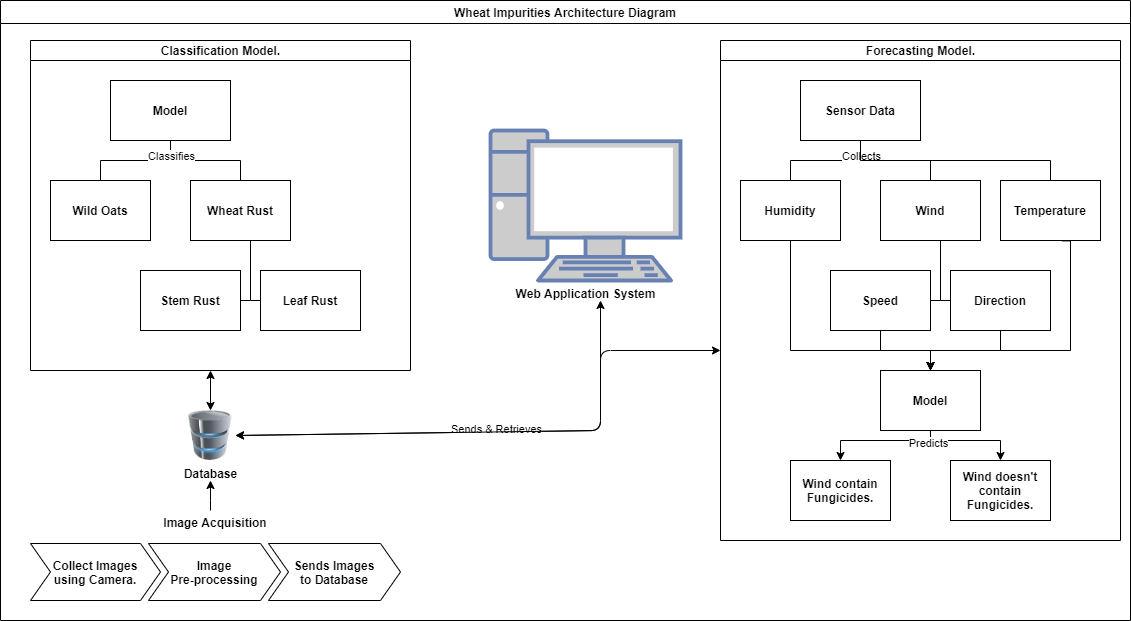 Wheat Impurities Architecture Diagram
Classification Model.
Model
Classifies
Wild Oats
Wheat Rust
Stem Rust
Leaf Rust
Database
Image Acquisition
Collect Images
using Camera.
Image
Pre-processing
Sends Images
to Database
Web Application System
Sends & Retrieves
Forecasting Model.
Sensor Data
Collects
Humidity
Wind
Temperature
Speed
Direction
Model
Predicts
Wind contain
Fungicides.
Wind doesn't
contain
Fungicides.